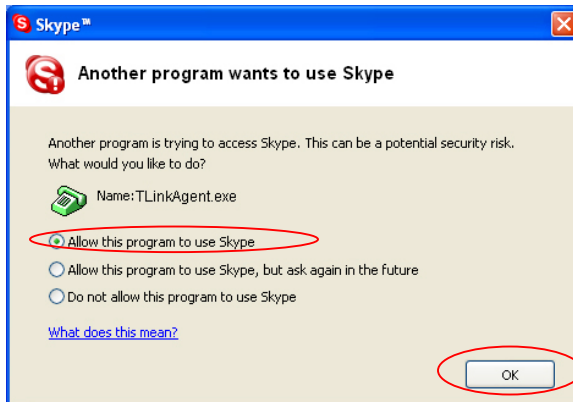 Skype™
Another program wants to use Skype
Another program is trying to access Skype. This can be a potential security risk.
What would you like to do?
Name:TLinkAgent.exe
Allow this program to use Skype
Allow this program to use Skype, but ask again in the future
Do not allow this program to use Skype
What does this mean?
OK